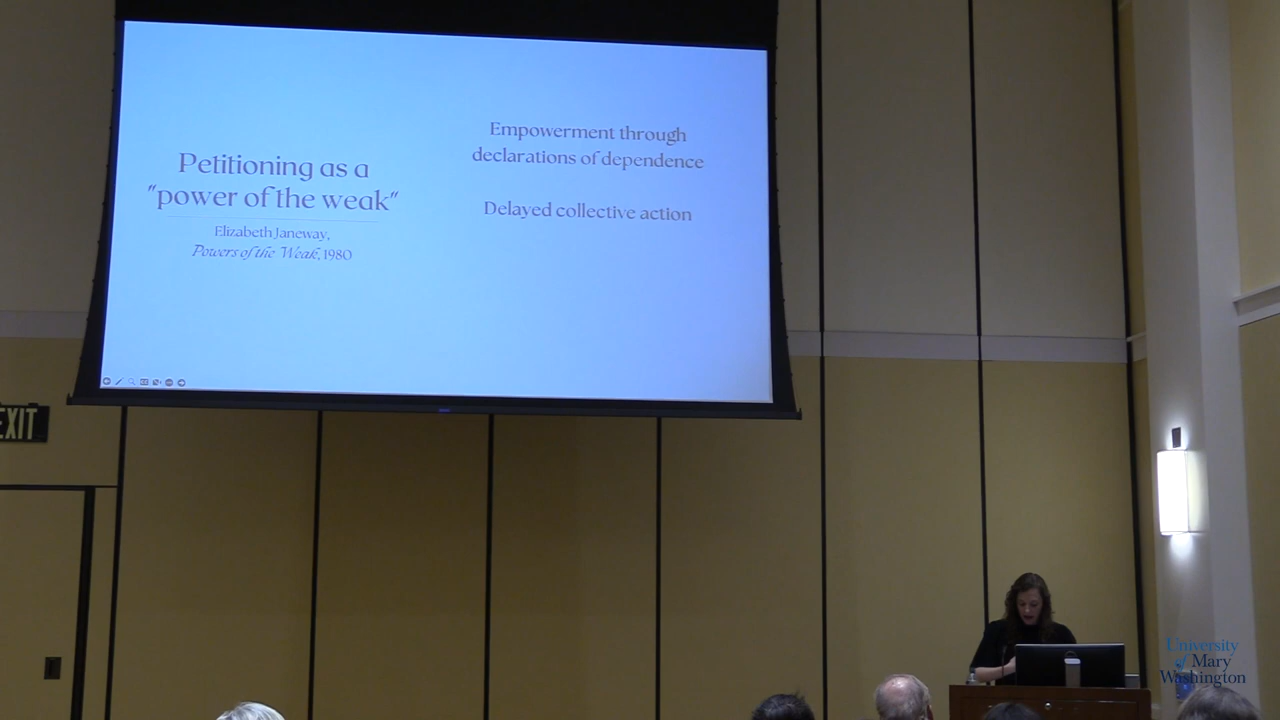 Petitioning as a
"power of the weak"
Elizabeth Janeway,
Powers of the Weak, 1980
Empowerment through
declarations of dependence
Delayed collective action
EXIT
University
of Mary
Washington